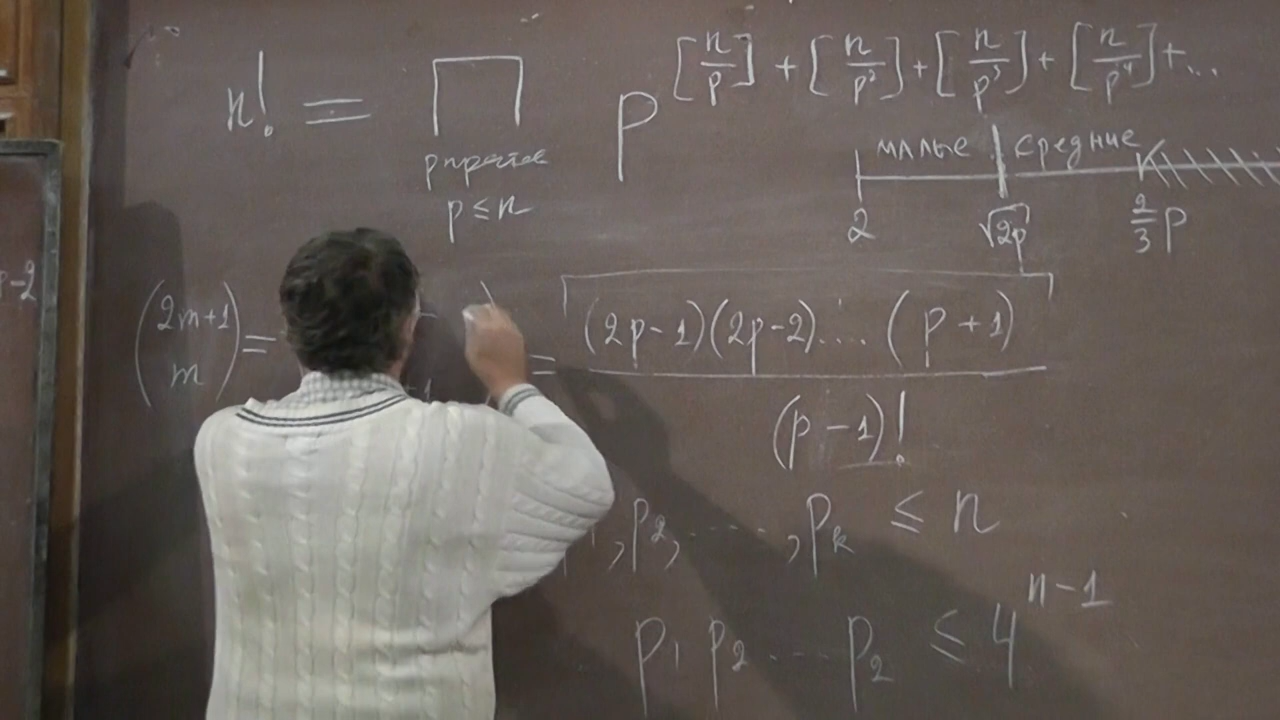 n! = ∏ p^([n/p] + [n/p²] + [n/p³] + [n/p⁴] + ...)
p простое
p ≤ n
малые средние
2 √2p 2/3 p
p-2
(2m+1 m) =
= (2p-1)(2p-2).... (p+1) / (p-1)!
,p₂, ..... ,pₖ ≤ n
p₁ p₂ .... p₂ ≤ 4^(n-1)